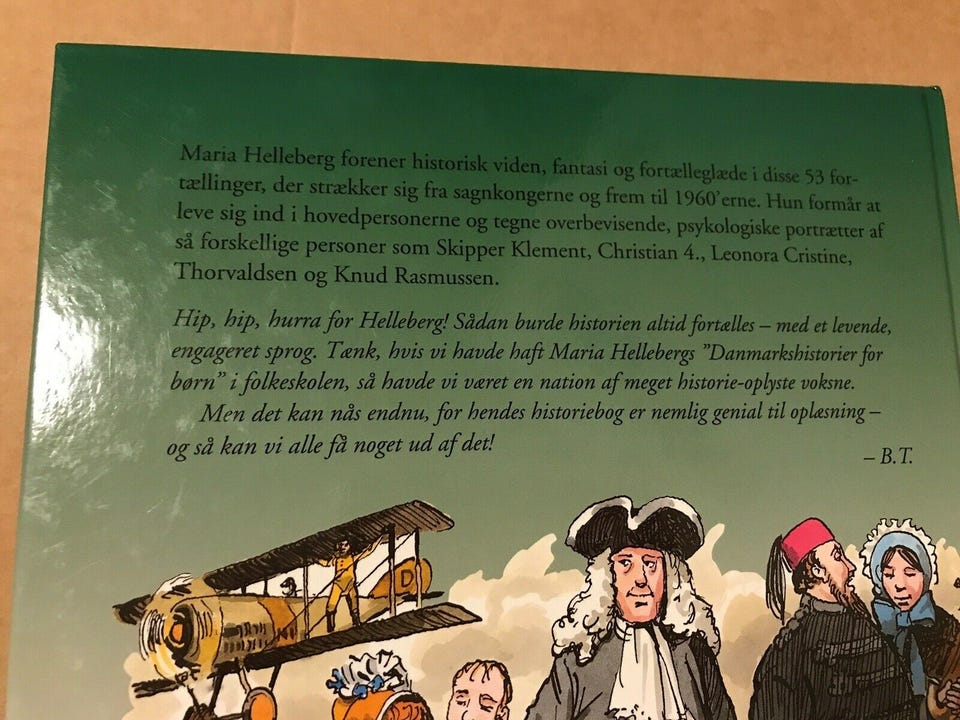 Maria Helleberg forener historisk viden, fantasi og fortælleglæde i disse 53 for-
tællinger, der strækker sig fra sagnkongerne og frem til 1960'erne. Hun formår at
leve sig ind i hovedpersonerne og tegne overbevisende, psykologiske portrætter af
så forskellige personer som Skipper Klement, Christian 4., Leonora Cristine,
Thorvaldsen og Knud Rasmussen.
Hip, hip, hurra for Helleberg! Sådan burde historien altid fortælles – med et levende,
engageret sprog. Tænk, hvis vi havde haft Maria Hellebergs ”Danmarkshistorier for
børn” i folkeskolen, så havde vi været en nation af meget historie-oplyste voksne.
Men det kan nås endnu, for hendes historiebog er nemlig genial til oplæsning –
og så kan vi alle få noget ud af det!
– B.T.
D